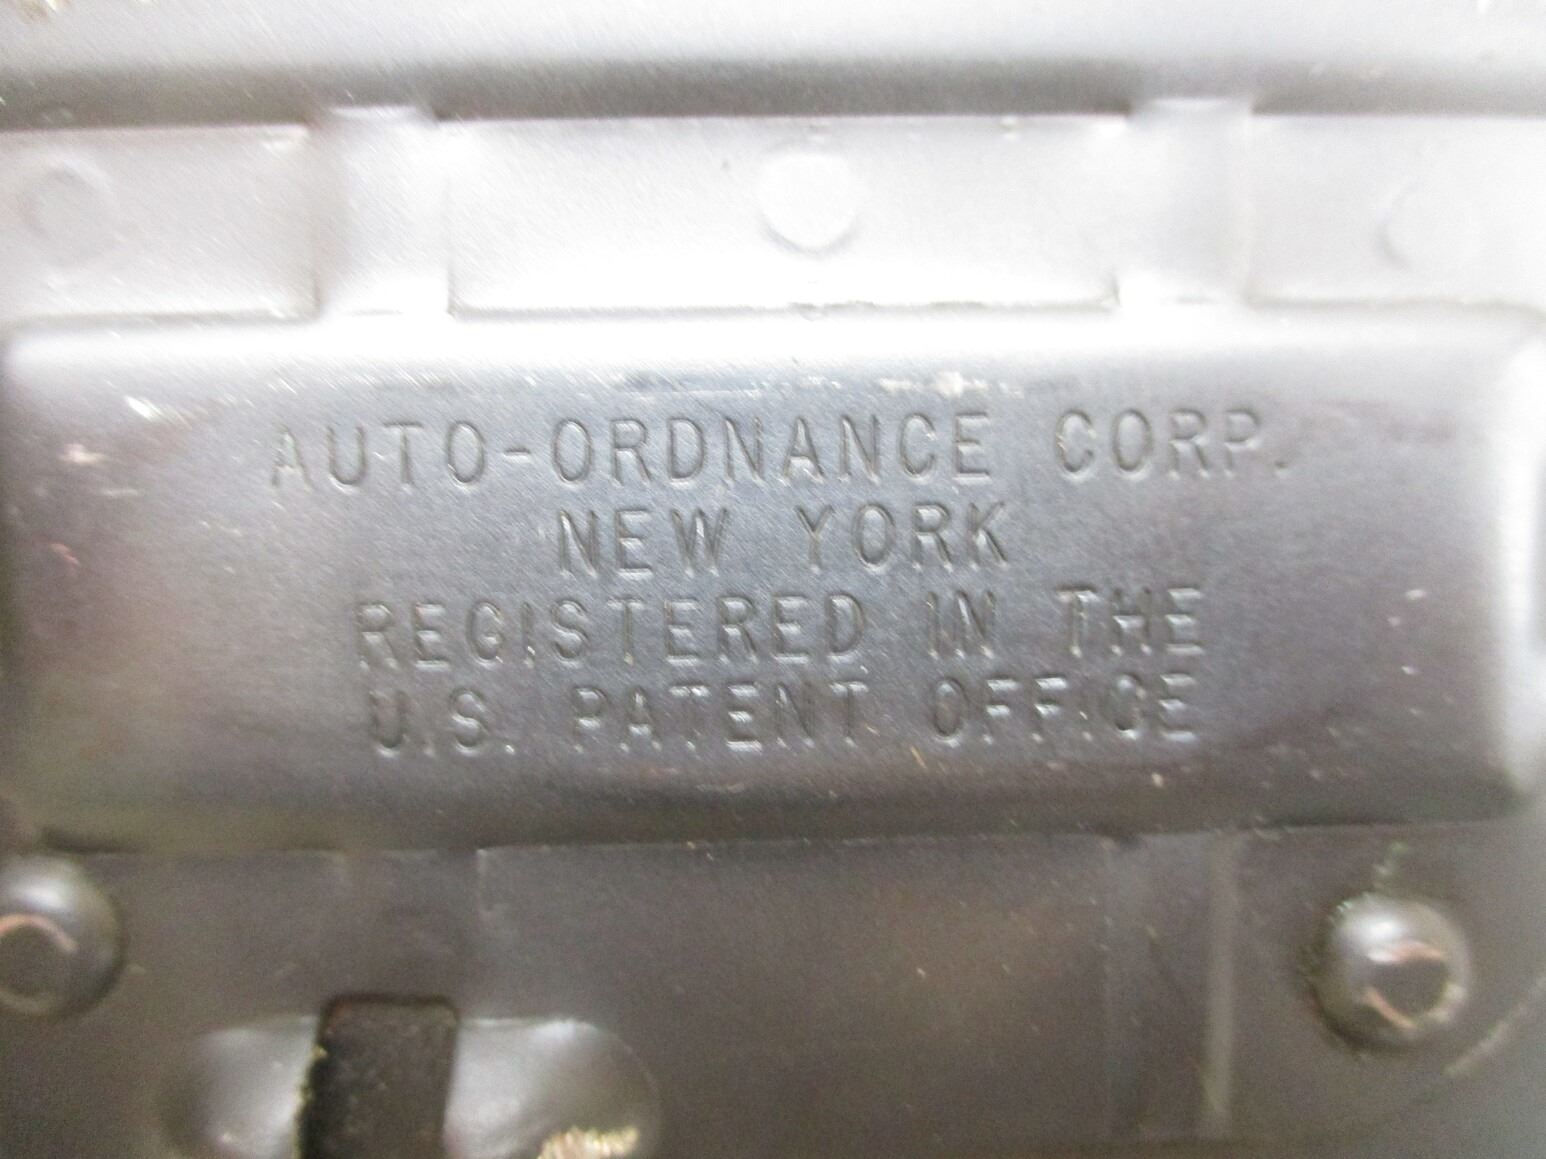 AUTO-ORDNANCE CORP.
NEW YORK
REGISTERED IN THE
U.S. PATENT OFFICE